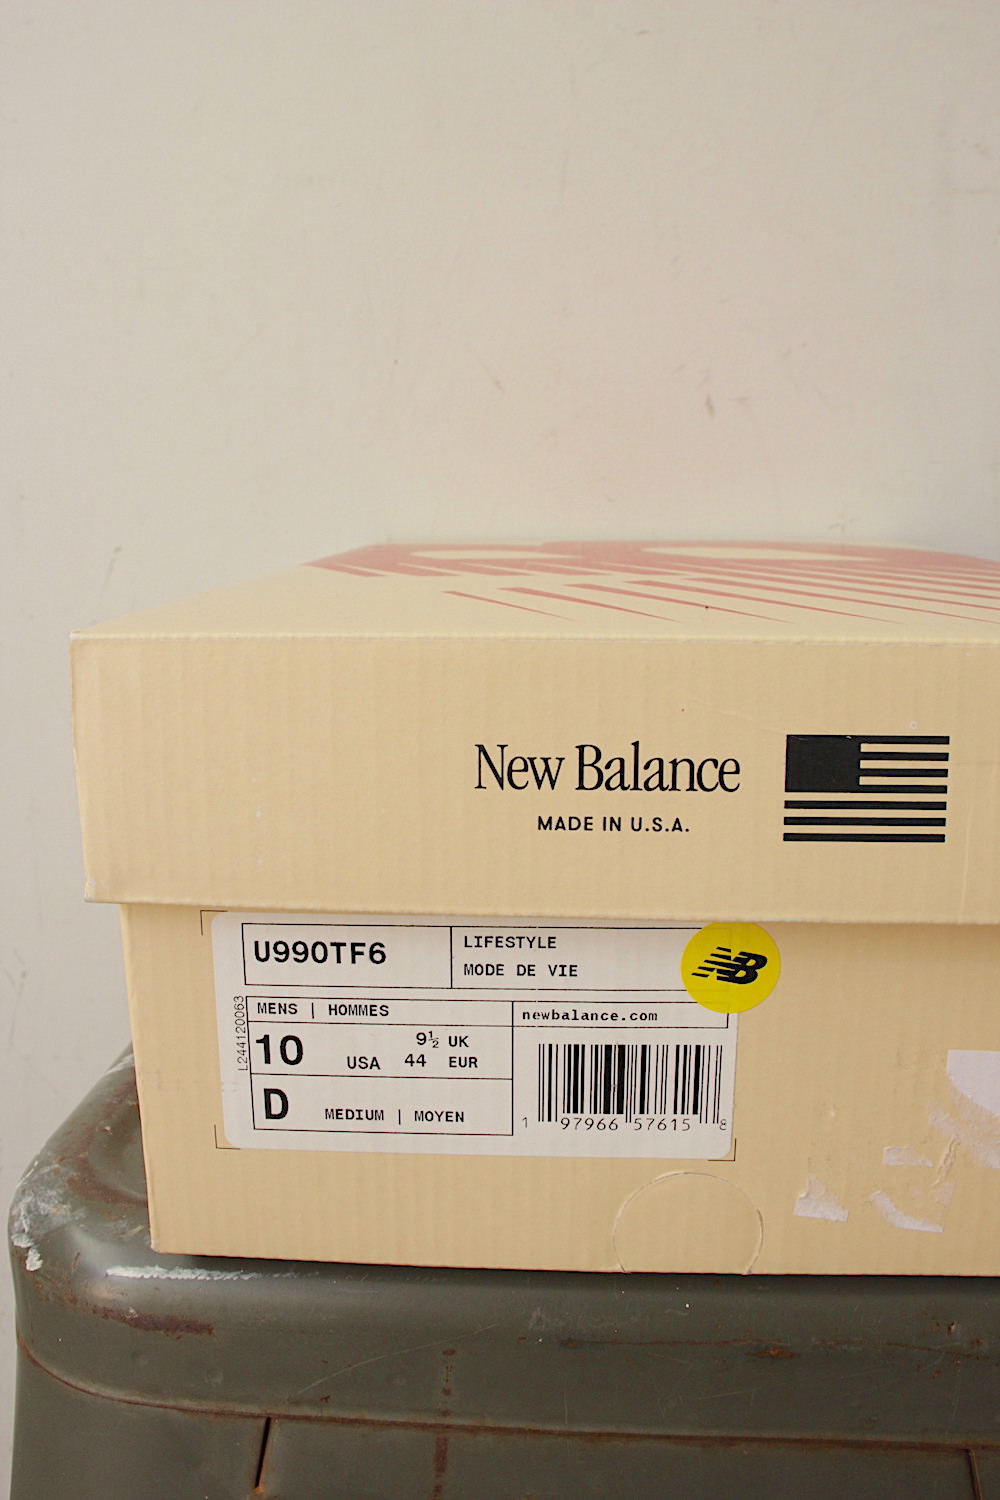 New Balance
MADE IN U.S.A.
U990TF6
LIFESTYLE
MODE DE VIE
NB
L244120063
MENS | HOMMES
newbalance.com
10 USA
9½ UK
44 EUR
D MEDIUM | MOYEN
1 97966 57615 8